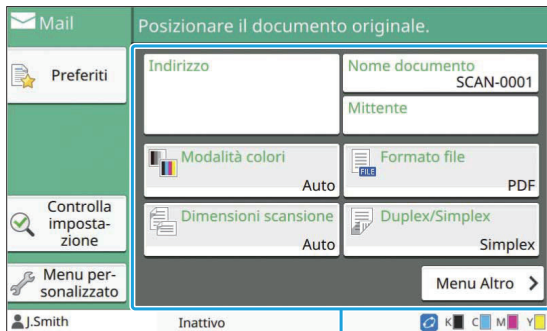 Mail
Posizionare il documento originale.
Preferiti
Indirizzo
Nome documento
SCAN-0001
Mittente
Modalità colori
Auto
FILE
Formato file
PDF
Controlla
imposta-
zione
Dimensioni scansione
Auto
Duplex/Simplex
Simplex
Menu per-
sonalizzato
Menu Altro
J.Smith
Inattivo
K C M Y